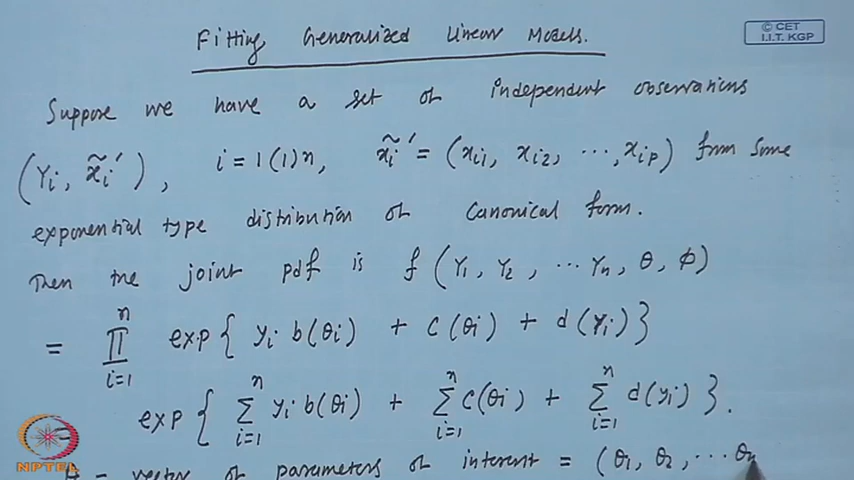 © CET
I.I.T. KGP
Fitting Generalized Linear Models.
Suppose we have a set of independent observations
(Yi, x̃i′), i = 1(1)n, x̃i′ = (xi1, xi2, ..., xip) from some
exponential type distribution of canonical form.
Then the joint pdf is f(Y1, Y2, ... Yn, θ, ϕ)
= ∏_{i=1}^{n} exp{ yi b(θi) + C(θi) + d(yi) }
= exp{ ∑_{i=1}^{n} yi b(θi) + ∑_{i=1}^{n} C(θi) + ∑_{i=1}^{n} d(yi) }.
θ = vector of parameters of interest = (θ1, θ2, ... θn
NPTEL